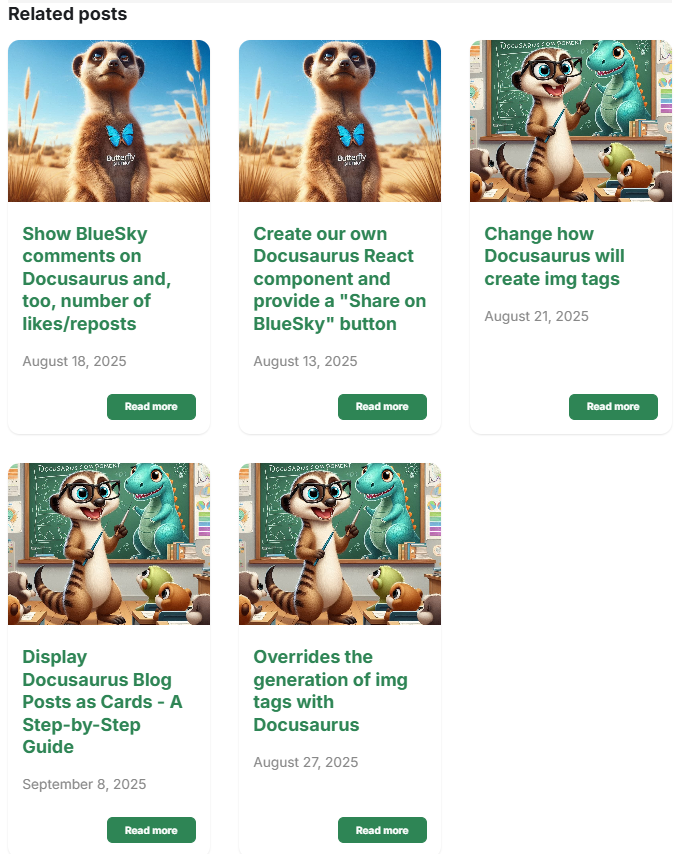 Related posts
Butterfly
Butterfly
DOCUSAURUS COMPONENT
Show BlueSky
comments on
Docusaurus and,
too, number of
likes/reposts
August 18, 2025
Read more
Create our own
Docusaurus React
component and
provide a "Share on
BlueSky" button
August 13, 2025
Read more
Change how
Docusaurus will
create img tags
August 21, 2025
Read more
Display
Docusaurus Blog
Posts as Cards - A
Step-by-Step
Guide
September 8, 2025
Read more
Overrides the
generation of img
tags with
Docusaurus
August 27, 2025
Read more